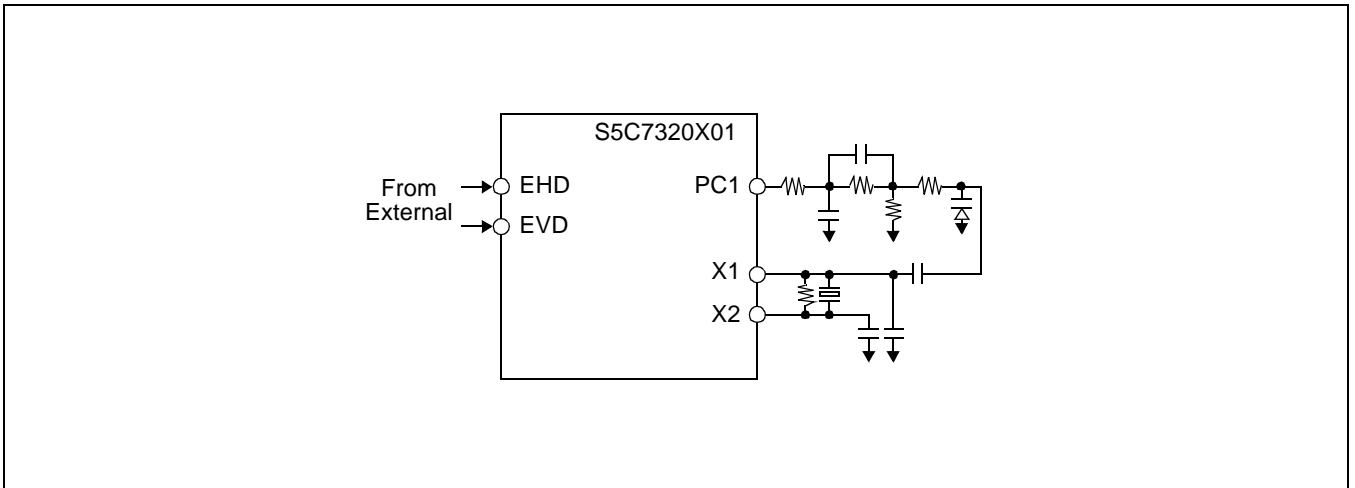 S5C7320X01
From
External
EHD
EVD
PC1
X1
X2